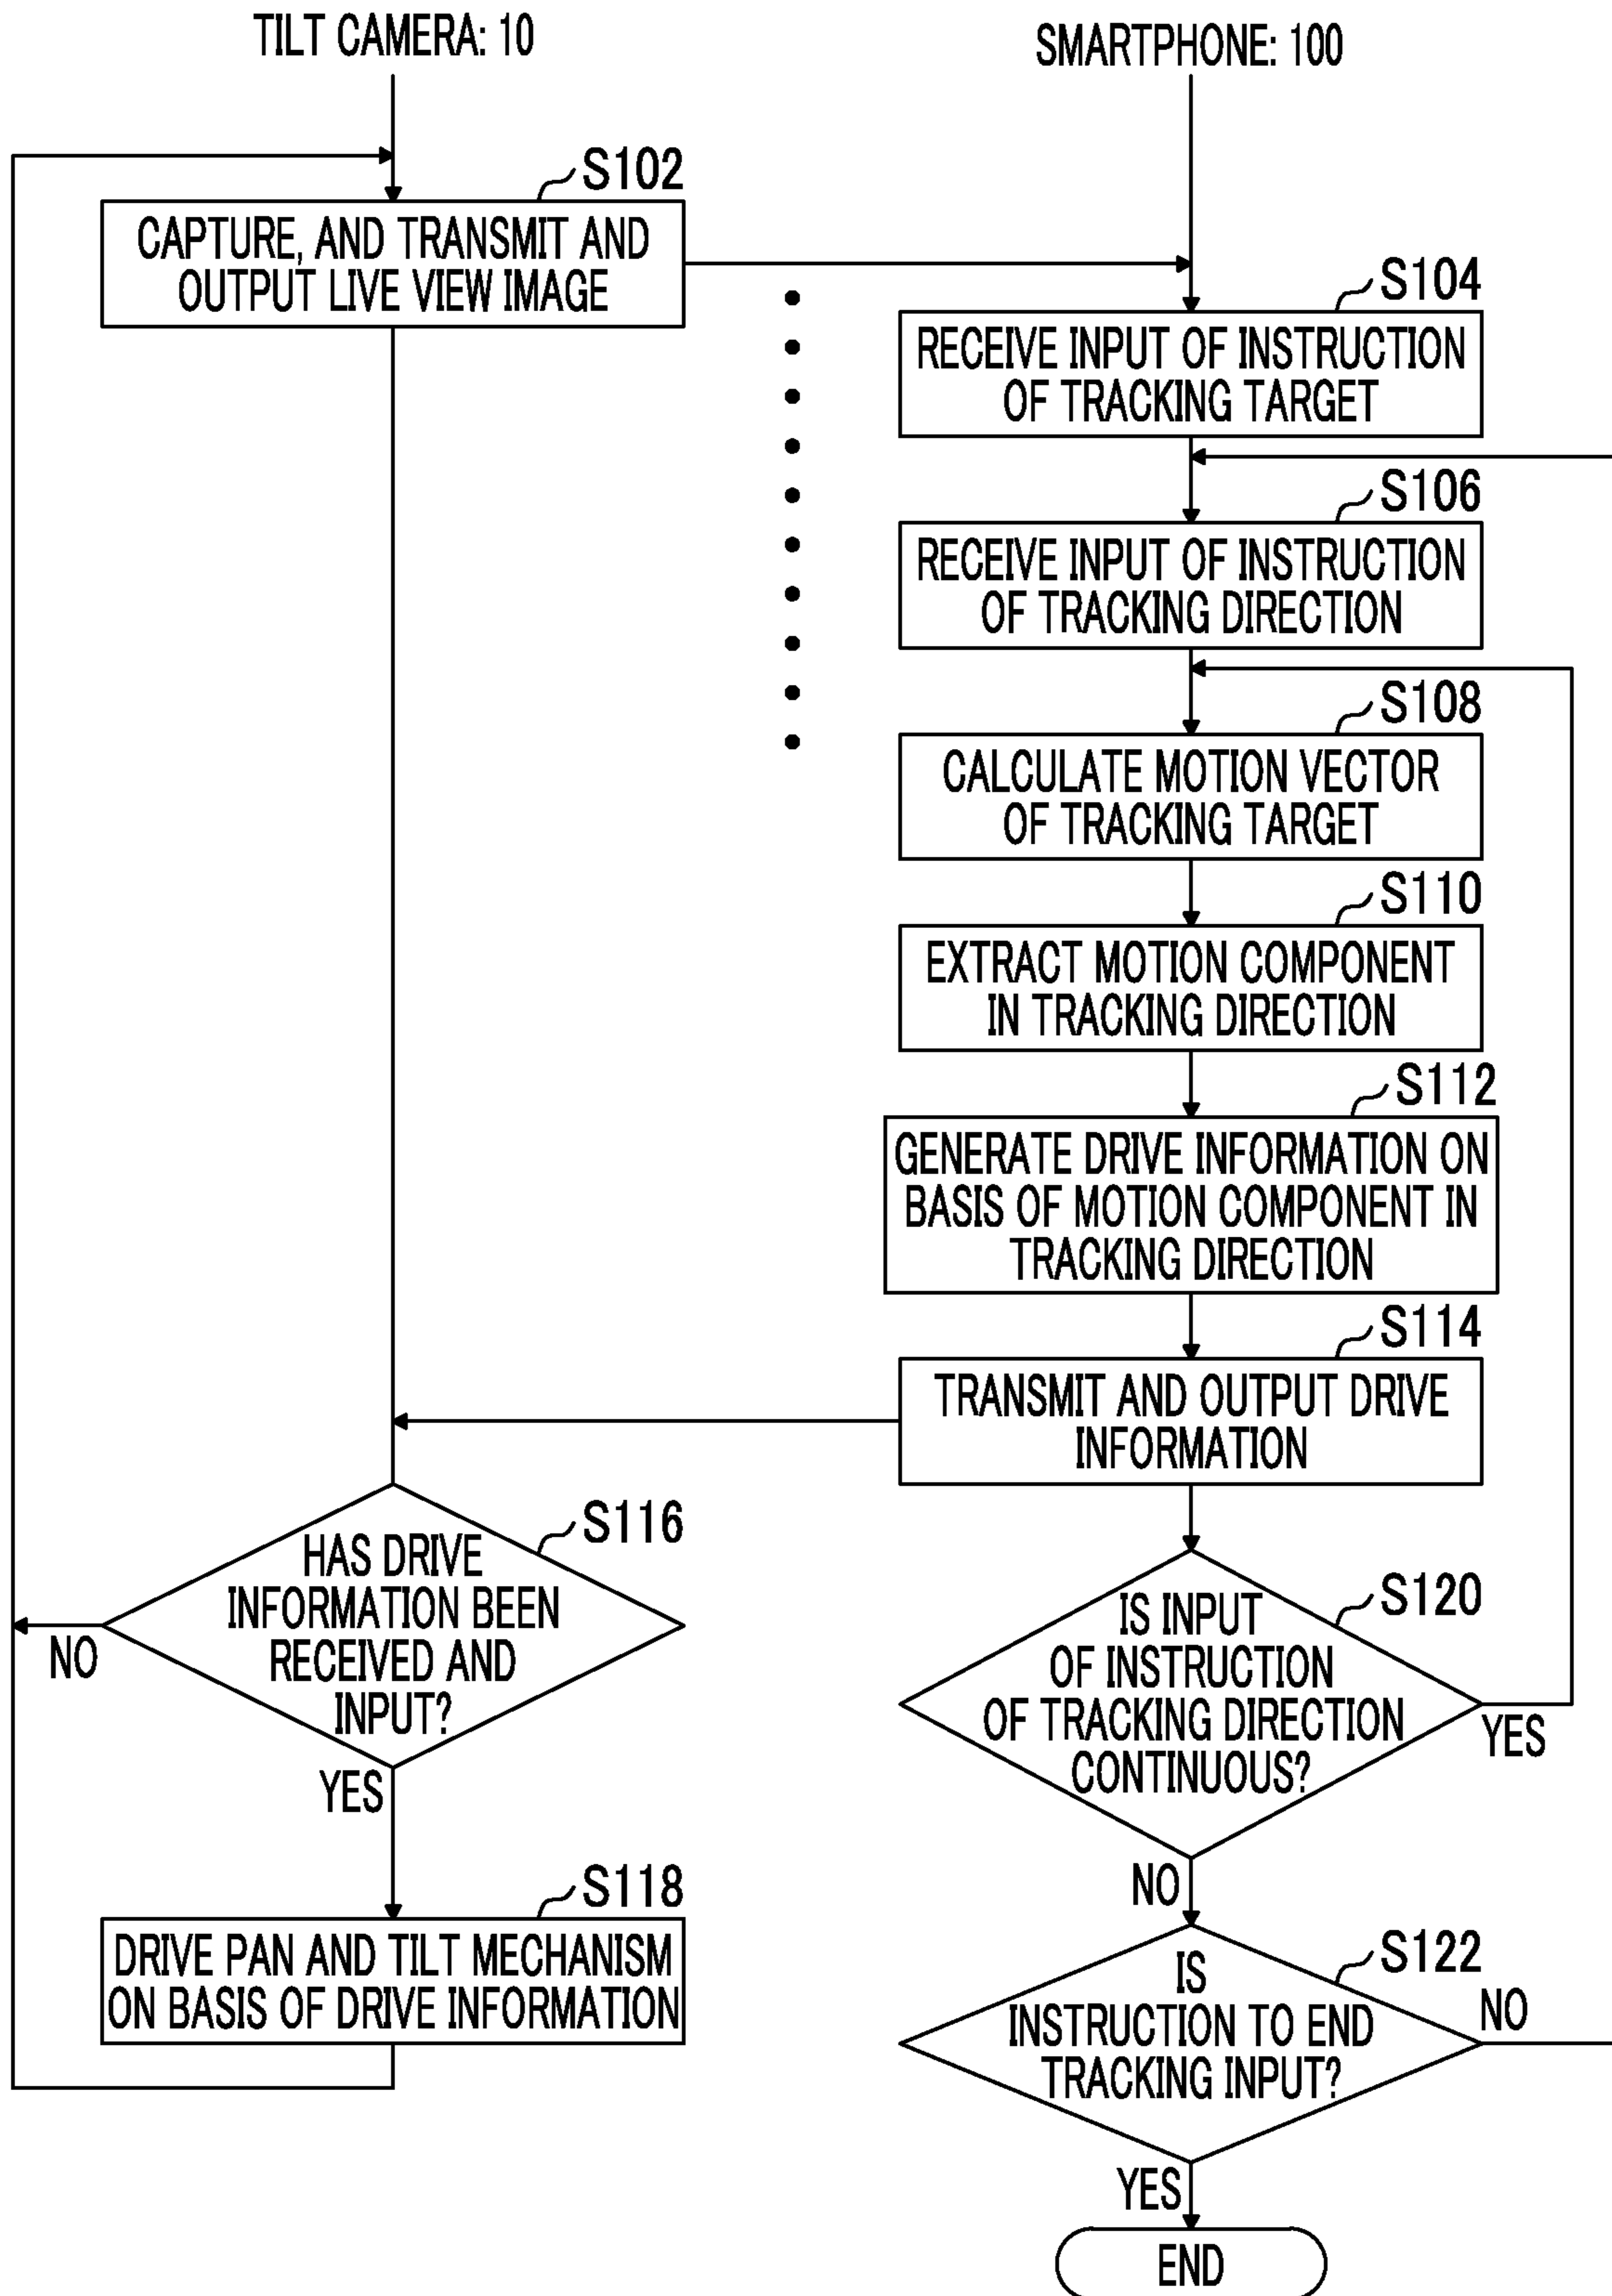 TILT CAMERA: 10
SMARTPHONE: 100
S102
CAPTURE, AND TRANSMIT AND
OUTPUT LIVE VIEW IMAGE
S104
RECEIVE INPUT OF INSTRUCTION
OF TRACKING TARGET
S106
RECEIVE INPUT OF INSTRUCTION
OF TRACKING DIRECTION
S108
CALCULATE MOTION VECTOR
OF TRACKING TARGET
S110
EXTRACT MOTION COMPONENT
IN TRACKING DIRECTION
S112
GENERATE DRIVE INFORMATION ON
BASIS OF MOTION COMPONENT IN
TRACKING DIRECTION
S114
TRANSMIT AND OUTPUT DRIVE
INFORMATION
S116
HAS DRIVE
INFORMATION BEEN
RECEIVED AND
INPUT?
NO
YES
S118
DRIVE PAN AND TILT MECHANISM
ON BASIS OF DRIVE INFORMATION
S120
IS INPUT
OF INSTRUCTION
OF TRACKING DIRECTION
CONTINUOUS?
YES
NO
S122
IS
INSTRUCTION TO END
TRACKING INPUT?
NO
YES
END